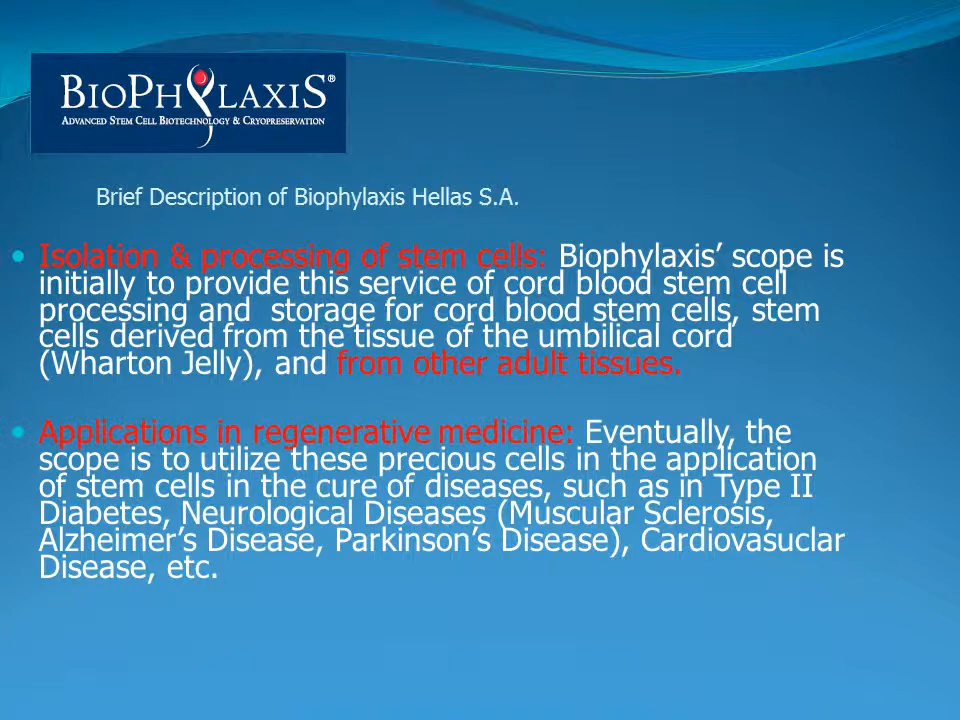 BIOPHYLAXIS®
ADVANCED STEM CELL BIOTECHNOLOGY & CRYOPRESERVATION
Brief Description of Biophylaxis Hellas S.A.
• Isolation & processing of stem cells: Biophylaxis’ scope is
initially to provide this service of cord blood stem cell
processing and  storage for cord blood stem cells, stem
cells derived from the tissue of the umbilical cord
(Wharton Jelly), and from other adult tissues.
• Applications in regenerative medicine: Eventually, the
scope is to utilize these precious cells in the application
of stem cells in the cure of diseases, such as in Type II
Diabetes, Neurological Diseases (Muscular Sclerosis,
Alzheimer’s Disease, Parkinson’s Disease), Cardiovasuclar
Disease, etc.